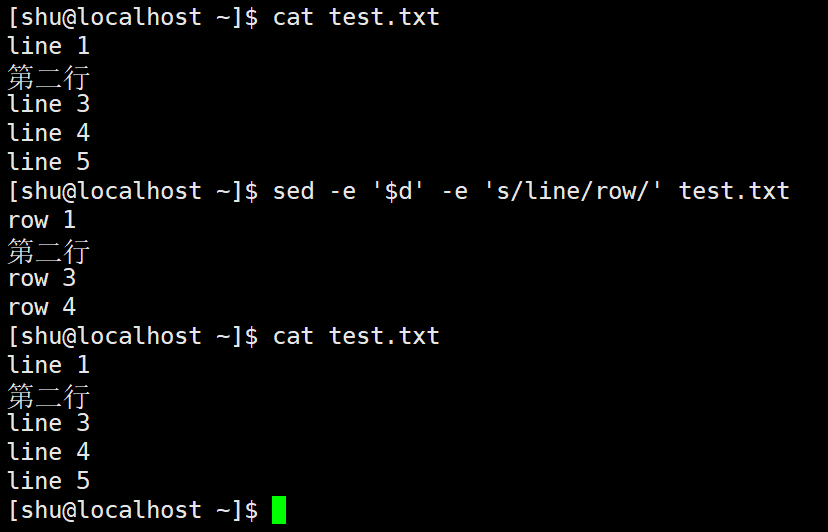 [shu@localhost ~]$ cat test.txt
line 1
第二行
line 3
line 4
line 5
[shu@localhost ~]$ sed -e '$d' -e 's/line/row/' test.txt
row 1
第二行
row 3
row 4
[shu@localhost ~]$ cat test.txt
line 1
第二行
line 3
line 4
line 5
[shu@localhost ~]$